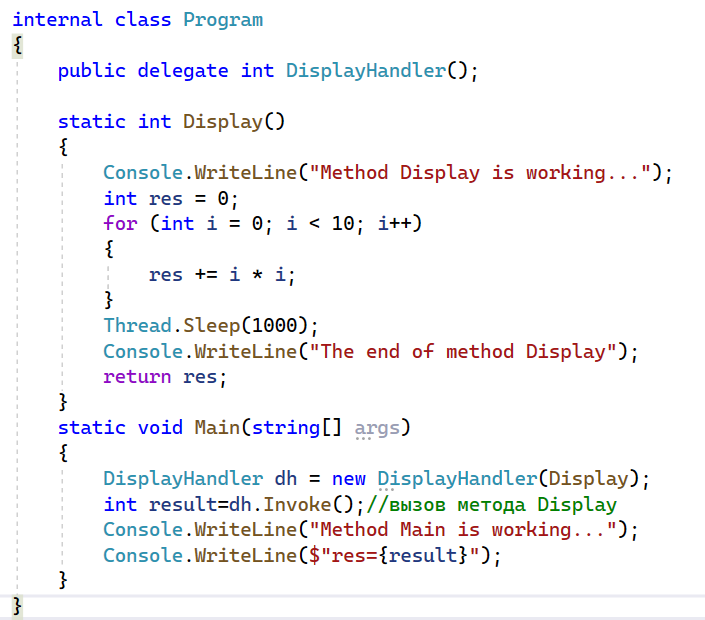 internal class Program
{
    public delegate int DisplayHandler();

    static int Display()
    {
        Console.WriteLine("Method Display is working...");
        int res = 0;
        for (int i = 0; i < 10; i++)
        {
            res += i * i;
        }
        Thread.Sleep(1000);
        Console.WriteLine("The end of method Display");
        return res;
    }
    static void Main(string[] args)
    {
        DisplayHandler dh = new DisplayHandler(Display);
        int result=dh.Invoke();//вызов метода Display
        Console.WriteLine("Method Main is working...");
        Console.WriteLine($"res={result}");
    }
}